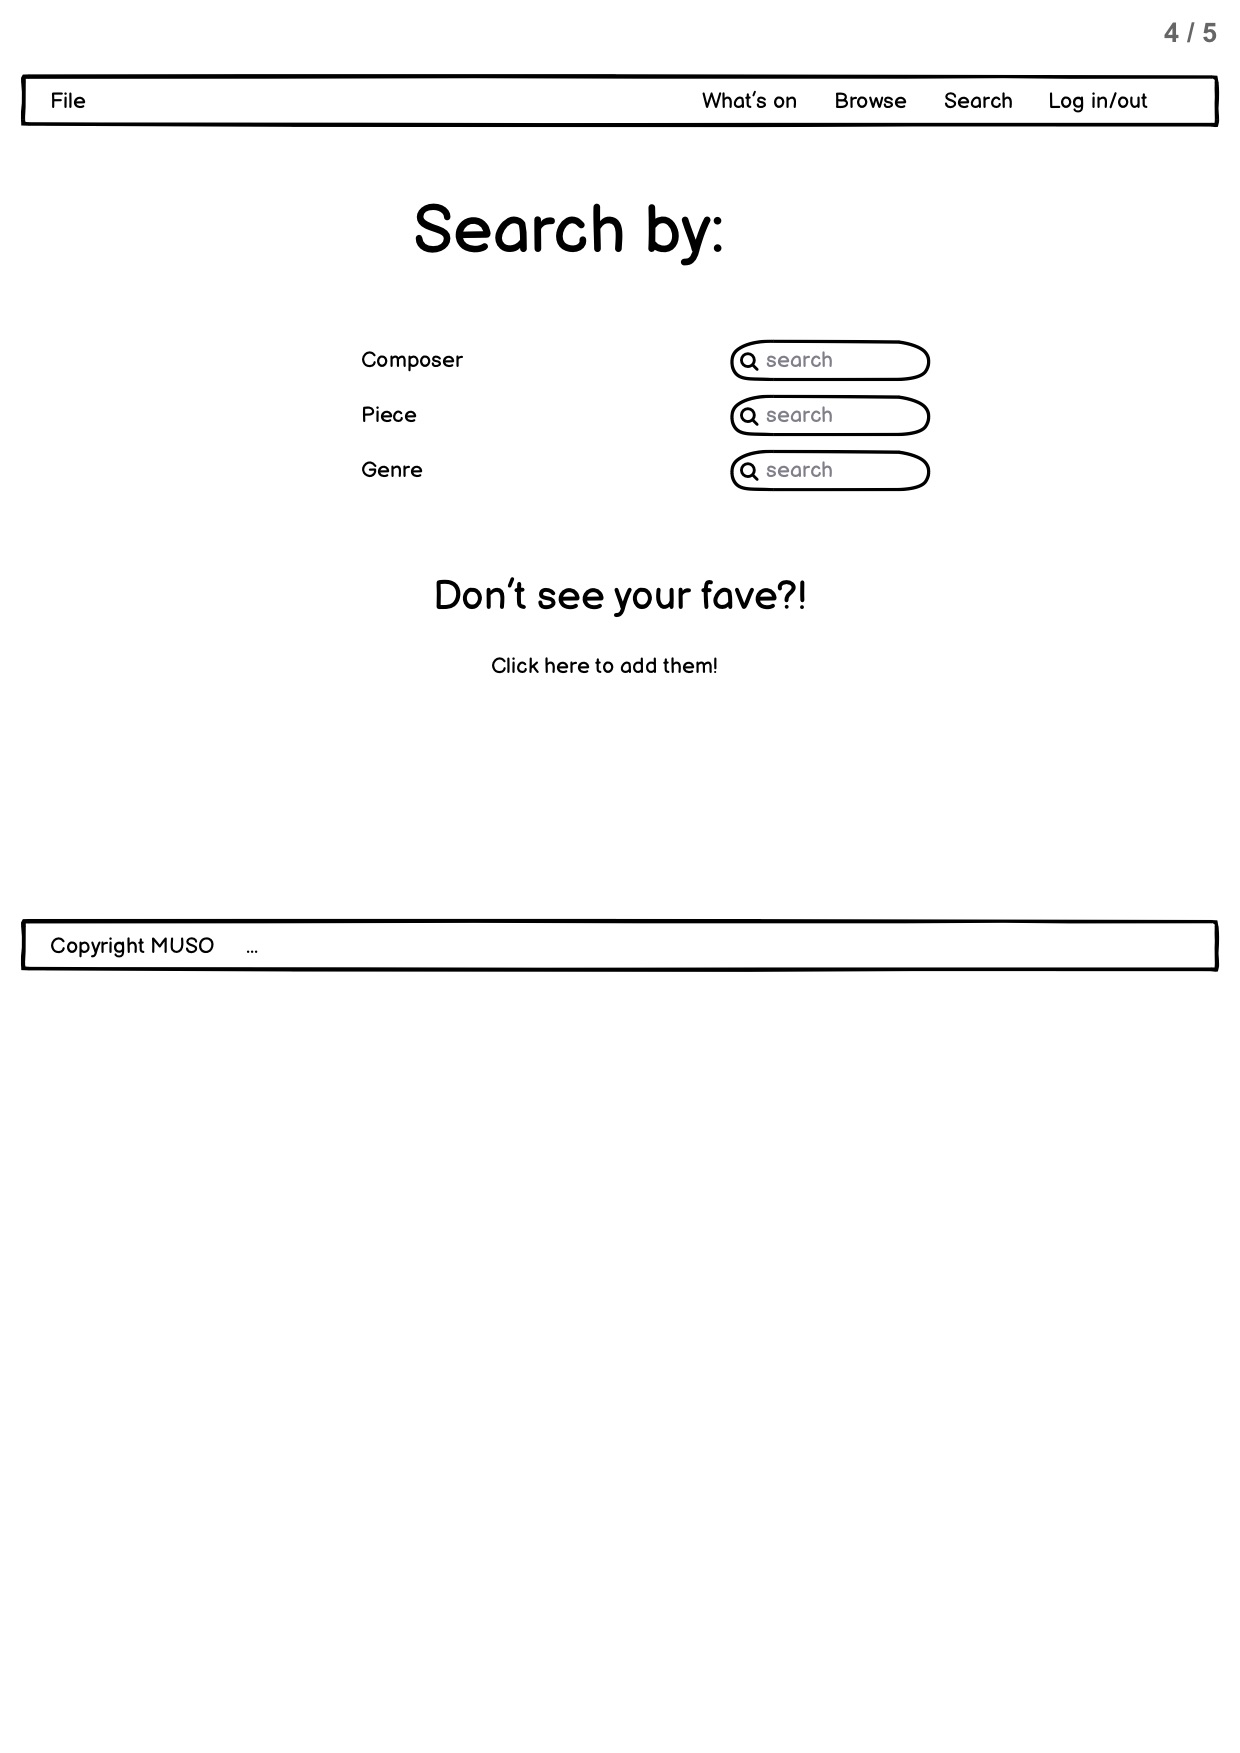 4 / 5
File What's on Browse Search Log in/out
Search by:
Composer search
Piece search
Genre search
Don't see your fave?!
Click here to add them!
Copyright MUSO ...